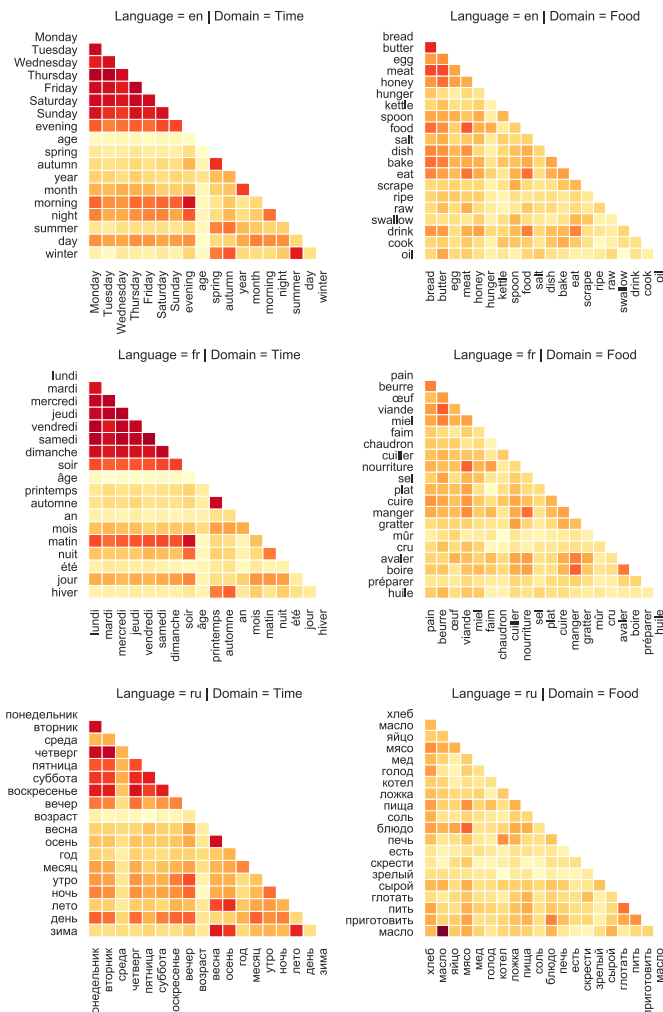 Language = en | Domain = Time
Monday
Tuesday
Wednesday
Thursday
Friday
Saturday
Sunday
evening
age
spring
autumn
year
month
morning
night
summer
day
winter
Monday
Tuesday
Wednesday
Thursday
Friday
Saturday
Sunday
evening
age
spring
autumn
year
month
morning
night
summer
day
winter
Language = en | Domain = Food
bread
butter
egg
meat
honey
hunger
kettle
spoon
food
salt
dish
bake
eat
scrape
ripe
raw
swallow
drink
cook
oil
bread
butter
egg
meat
honey
hunger
kettle
spoon
food
salt
dish
bake
eat
scrape
ripe
raw
swallow
drink
cook
oil
Language = fr | Domain = Time
lundi
mardi
mercredi
jeudi
vendredi
samedi
dimanche
soir
âge
printemps
automne
an
mois
matin
nuit
été
jour
hiver
lundi
mardi
mercredi
jeudi
vendredi
samedi
dimanche
soir
âge
printemps
automne
an
mois
matin
nuit
été
jour
hiver
Language = fr | Domain = Food
pain
beurre
œuf
viande
miel
faim
chaudron
cuiller
nourriture
sel
plat
cuire
manger
gratter
mûr
cru
avaler
boire
préparer
huile
pain
beurre
œuf
viande
miel
faim
chaudron
cuiller
nourriture
sel
plat
cuire
manger
gratter
mûr
cru
avaler
boire
préparer
huile
Language = ru | Domain = Time
понедельник
вторник
среда
четверг
пятница
суббота
воскресенье
вечер
возраст
весна
осень
год
месяц
утро
ночь
лето
день
зима
онедельник
вторник
среда
четверг
пятница
суббота
оскресенье
вечер
возраст
весна
осень
год
месяц
утро
ночь
лето
день
зима
Language = ru | Domain = Food
хлеб
масло
яйцо
мясо
мед
голод
котел
ложка
пища
соль
блюдо
печь
есть
скрести
зрелый
сырой
глотать
пить
приготовить
масло
хлеб
масло
яйцо
мясо
мед
голод
котел
ложка
пища
соль
блюдо
печь
есть
скрести
зрелый
сырой
глотать
пить
приготовить
масло